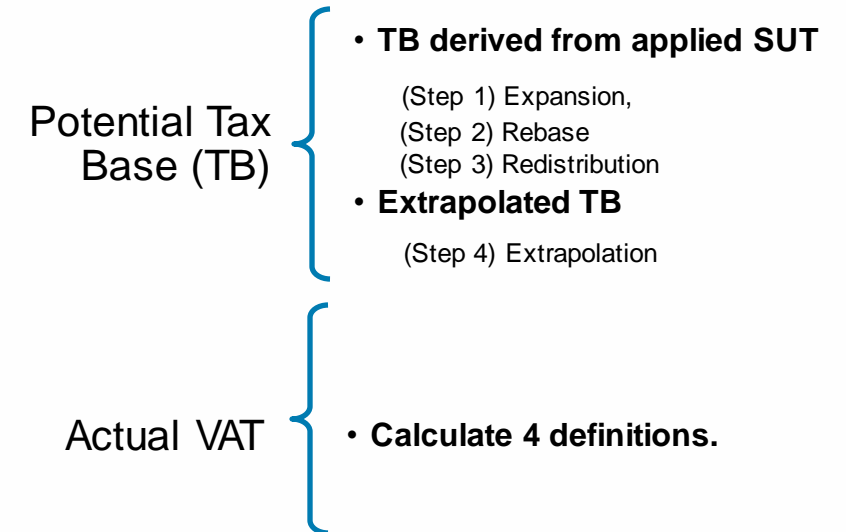 Potential Tax
Base (TB)
• TB derived from applied SUT
(Step 1) Expansion,
(Step 2) Rebase
(Step 3) Redistribution
• Extrapolated TB
(Step 4) Extrapolation
Actual VAT
• Calculate 4 definitions.